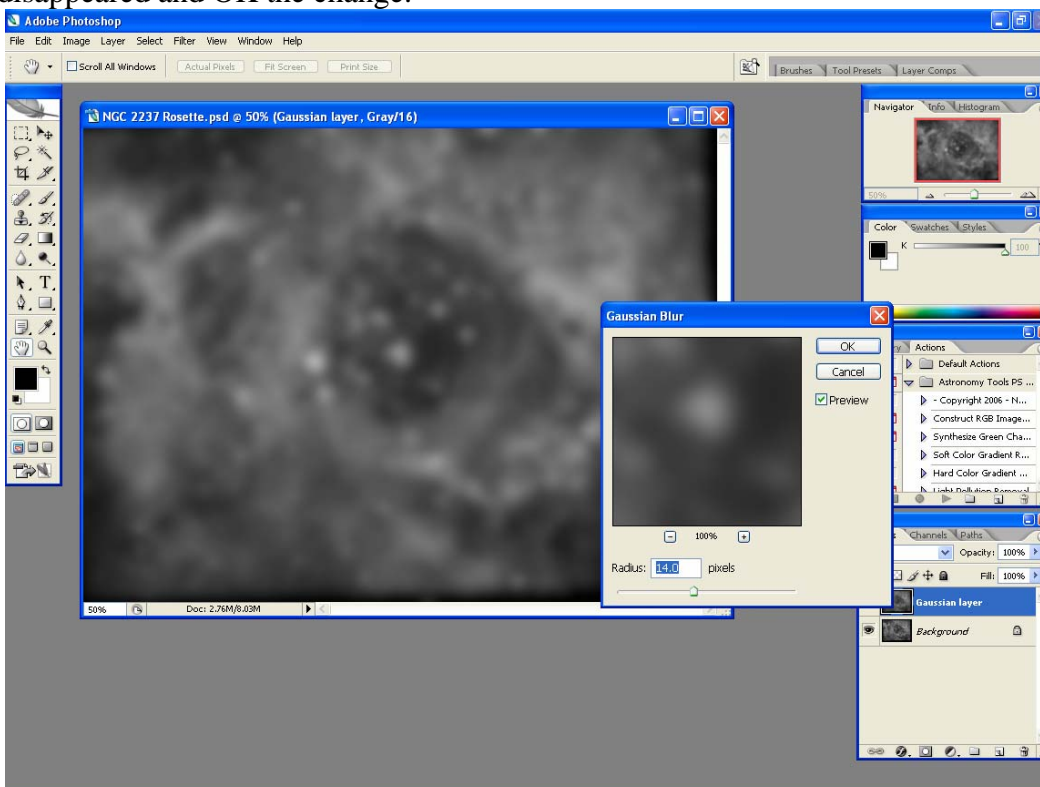 disappeared and OK the change.
Adobe Photoshop
File Edit Image Layer Select Filter View Window Help
Scroll All Windows Actual Pixels Fit Screen Print Size Brushes Tool Presets Layer Comps
NGC 2237 Rosette.psd @ 50% (Gaussian layer, Gray/16)
Navigator Info Histogram
50%
Color Swatches Styles
K 100
Gaussian Blur
OK
Cancel
Preview
100%
Radius: 14.0 pixels
Actions
Default Actions
Astronomy Tools PS ...
- Copyright 2006 - N...
Construct RGB Image...
Synthesize Green Cha...
Soft Color Gradient R...
Hard Color Gradient ...
Light Pollution Removal
Channels Paths
Opacity: 100%
Fill: 100%
Gaussian layer
Background
50% Doc: 2.76M/8.03M